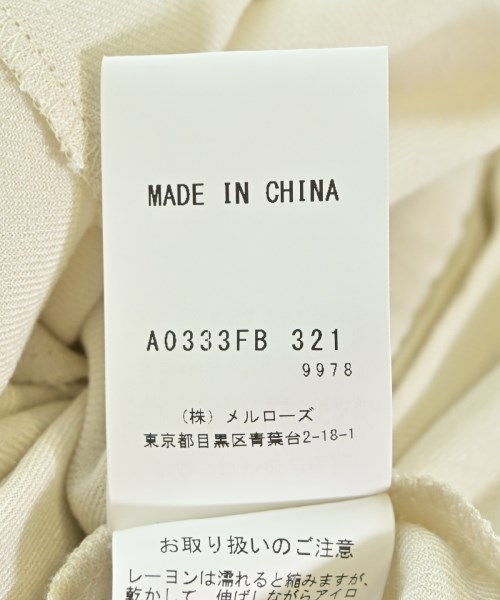 MADE IN CHINA
A0333FB 321
9978
（株）メルローズ
東京都目黒区青葉台2-18-1
お取り扱いのご注意
レーヨンは濡れると縮みますが、
乾かして、伸ばしながらアイロ